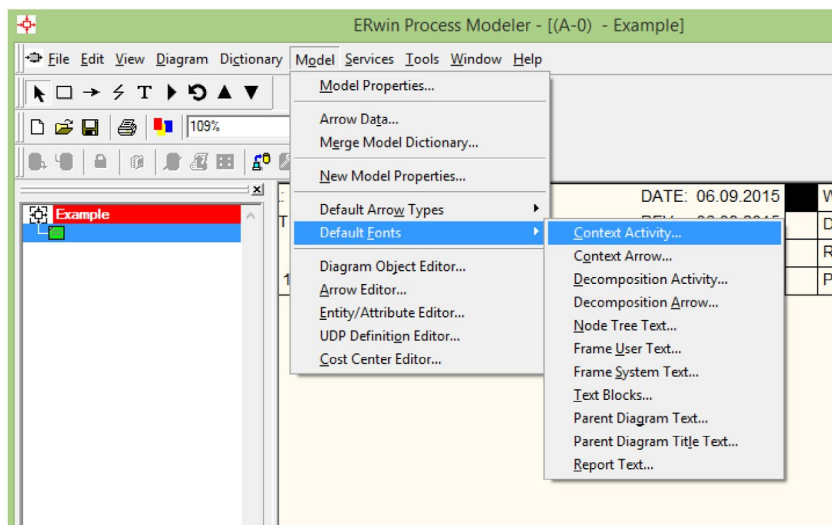 ERwin Process Modeler - [(A-0) - Example]
File Edit View Diagram Dictionary Model Services Tools Window Help
T
109%
Example
Model Properties...
Arrow Data...
Merge Model Dictionary...
New Model Properties...
Default Arrow Types
Default Fonts
Diagram Object Editor...
Arrow Editor...
Entity/Attribute Editor...
UDP Definition Editor...
Cost Center Editor...
DATE: 06.09.2015
Context Activity...
Context Arrow...
Decomposition Activity...
Decomposition Arrow...
Node Tree Text...
Frame User Text...
Frame System Text...
Text Blocks...
Parent Diagram Text...
Parent Diagram Title Text...
Report Text...